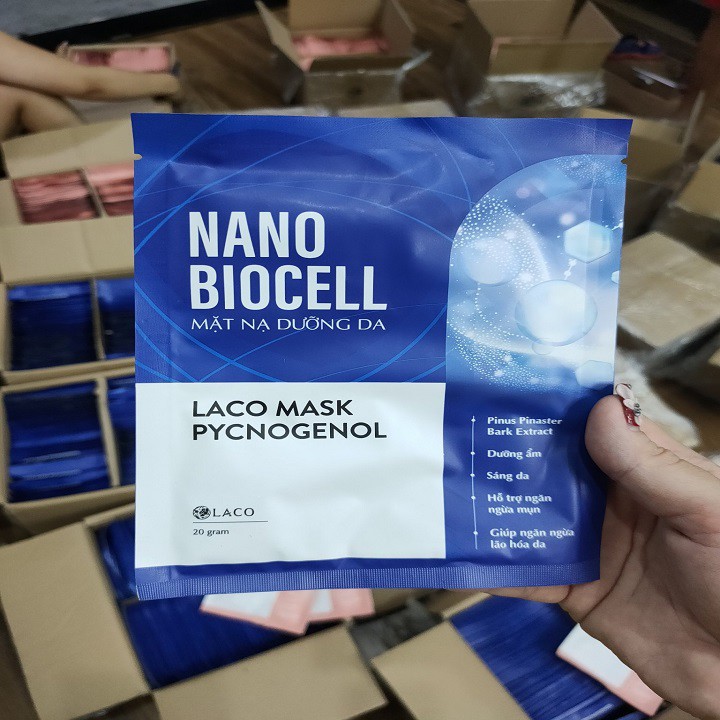 NANO
BIOCELL
MẶT NẠ DƯỠNG DA
LACO MASK
PYCNOGENOL
LACO
20 gram
Pinus Pinaster
Bark Extract
Dưỡng ẩm
Sáng da
Hỗ trợ ngăn
ngừa mụn
Giúp ngăn ngừa
lão hóa da